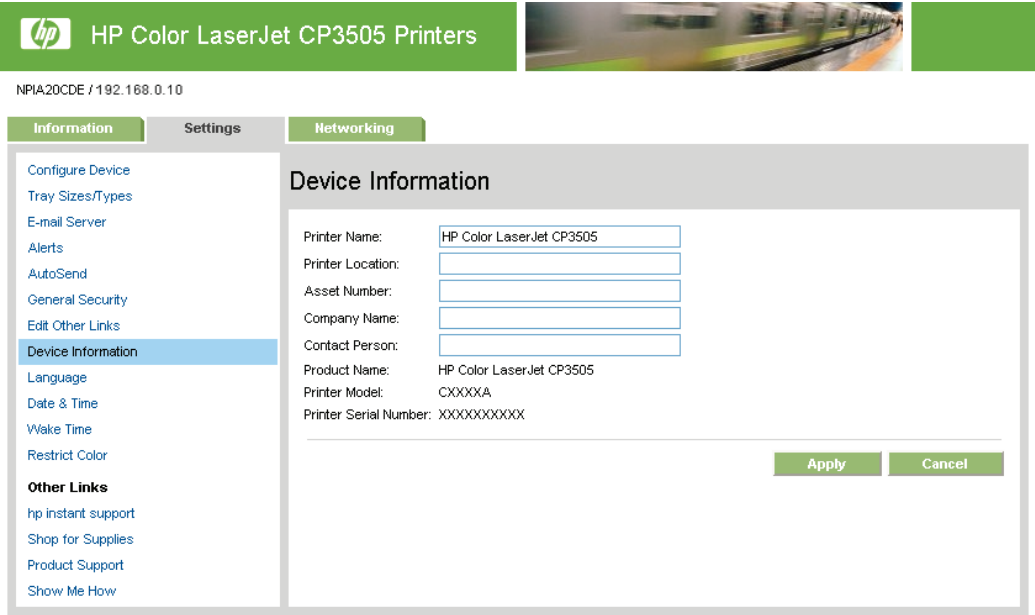 hp HP Color LaserJet CP3505 Printers
NPIA20CDE / 192.168.0.10
Information Settings Networking
Configure Device
Tray Sizes/Types
E-mail Server
Alerts
AutoSend
General Security
Edit Other Links
Device Information
Language
Date & Time
Wake Time
Restrict Color
Other Links
hp instant support
Shop for Supplies
Product Support
Show Me How
Device Information
Printer Name: HP Color LaserJet CP3505
Printer Location:
Asset Number:
Company Name:
Contact Person:
Product Name: HP Color LaserJet CP3505
Printer Model: CXXXXA
Printer Serial Number: XXXXXXXXXX
Apply Cancel